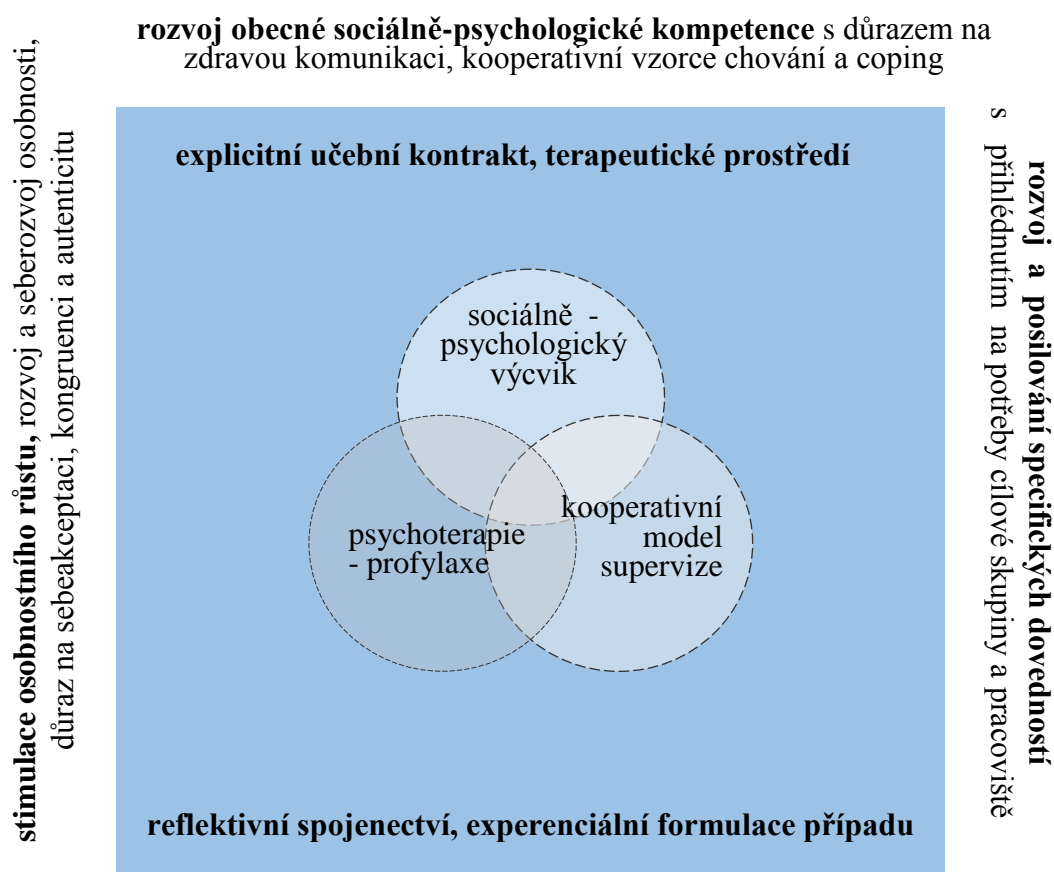 rozvoj obecné sociálně-psychologické kompetence s důrazem na
zdravou komunikaci, kooperativní vzorce chování a coping
stimulace osobnostního růstu, rozvoj a seberozvoj osobnosti,
důraz na sebeakceptaci, kongruenci a autenticitu
explicitní učební kontrakt, terapeutické prostředí
sociálně -
psychologický
výcvik
psychoterapie
- profylaxe
kooperativní
model
supervize
reflektivní spojenectví, experenciální formulace případu
rozvoj a posilování specifických dovedností
s přihlédnutím na potřeby cílové skupiny a pracoviště